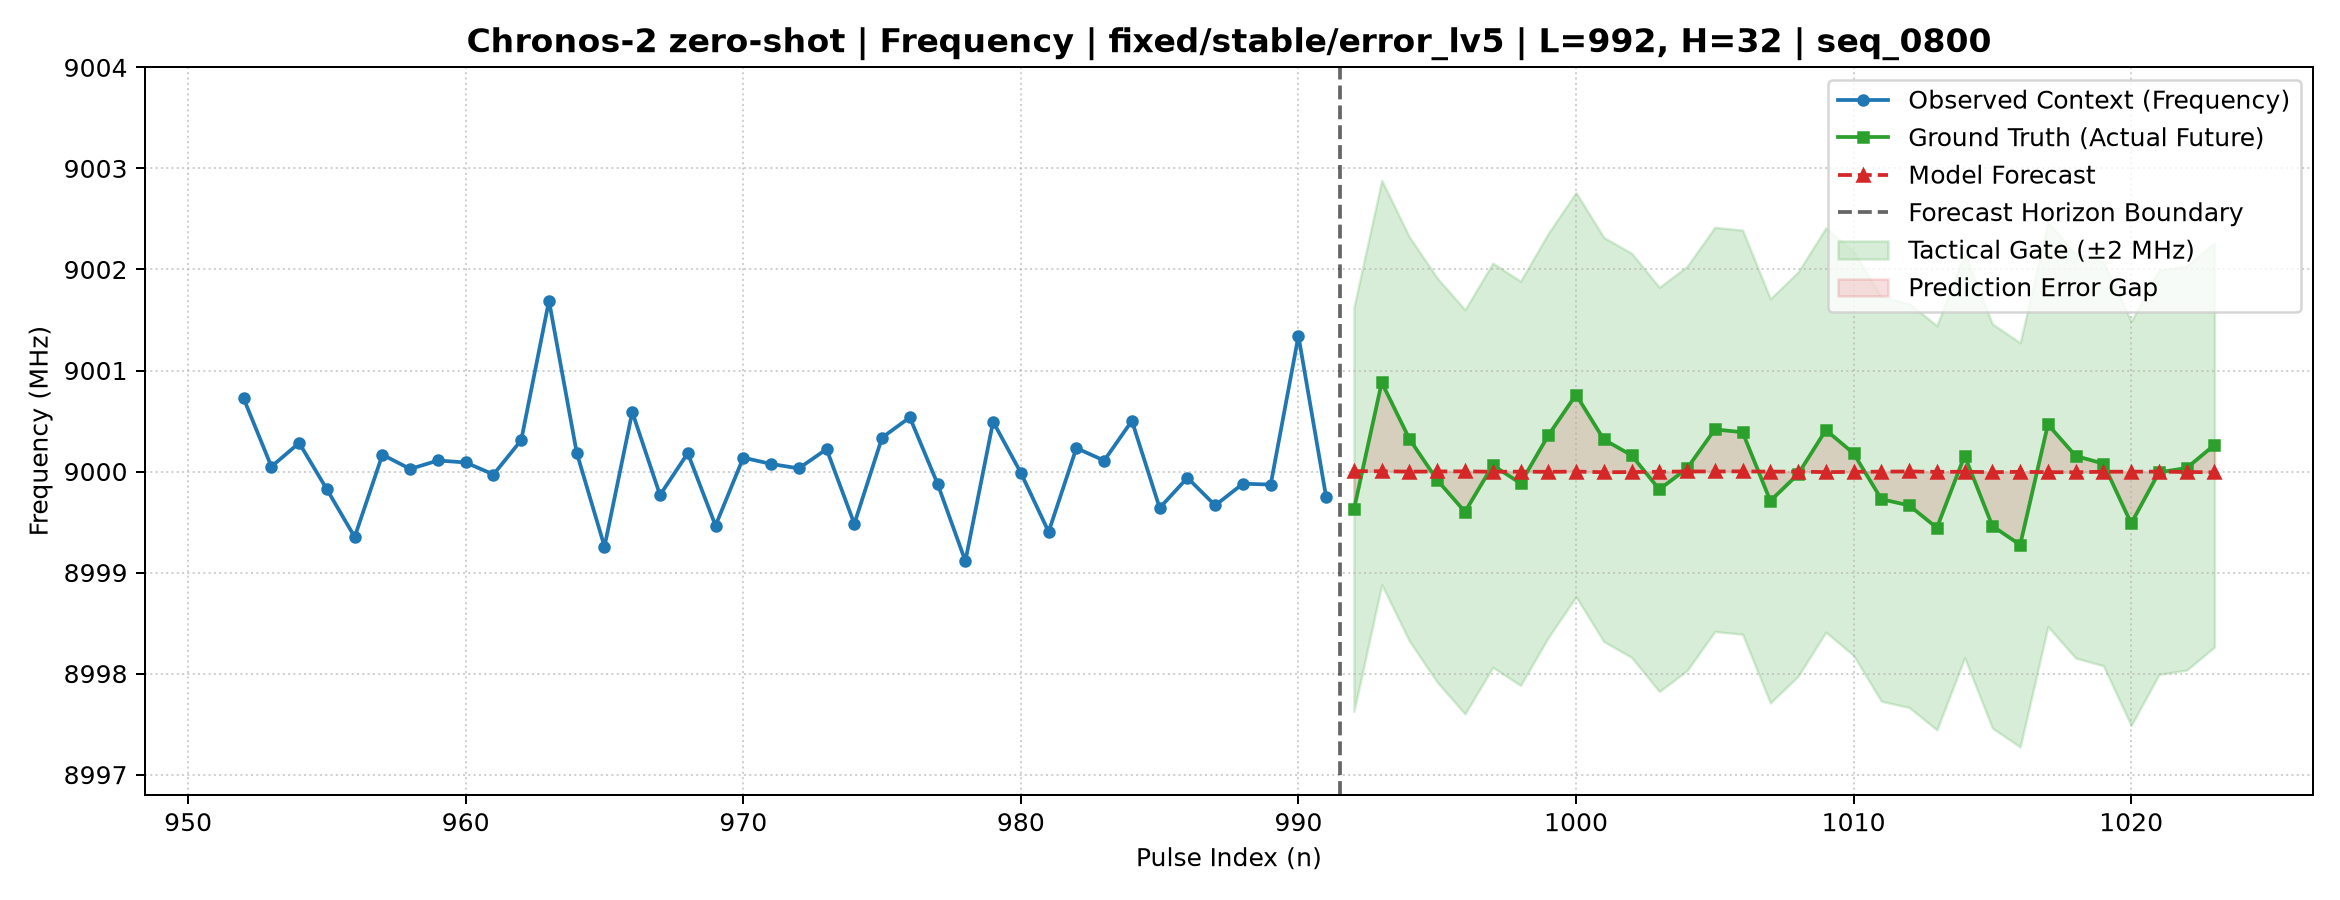 Chronos-2 zero-shot | Frequency | fixed/stable/error_lv5 | L=992, H=32 | seq_0800
Frequency (MHz)
9004
9003
9002
9001
9000
8999
8998
8997
Observed Context (Frequency)
Ground Truth (Actual Future)
Model Forecast
Forecast Horizon Boundary
Tactical Gate (±2 MHz)
Prediction Error Gap
950 960 970 980 990 1000 1010 1020
Pulse Index (n)